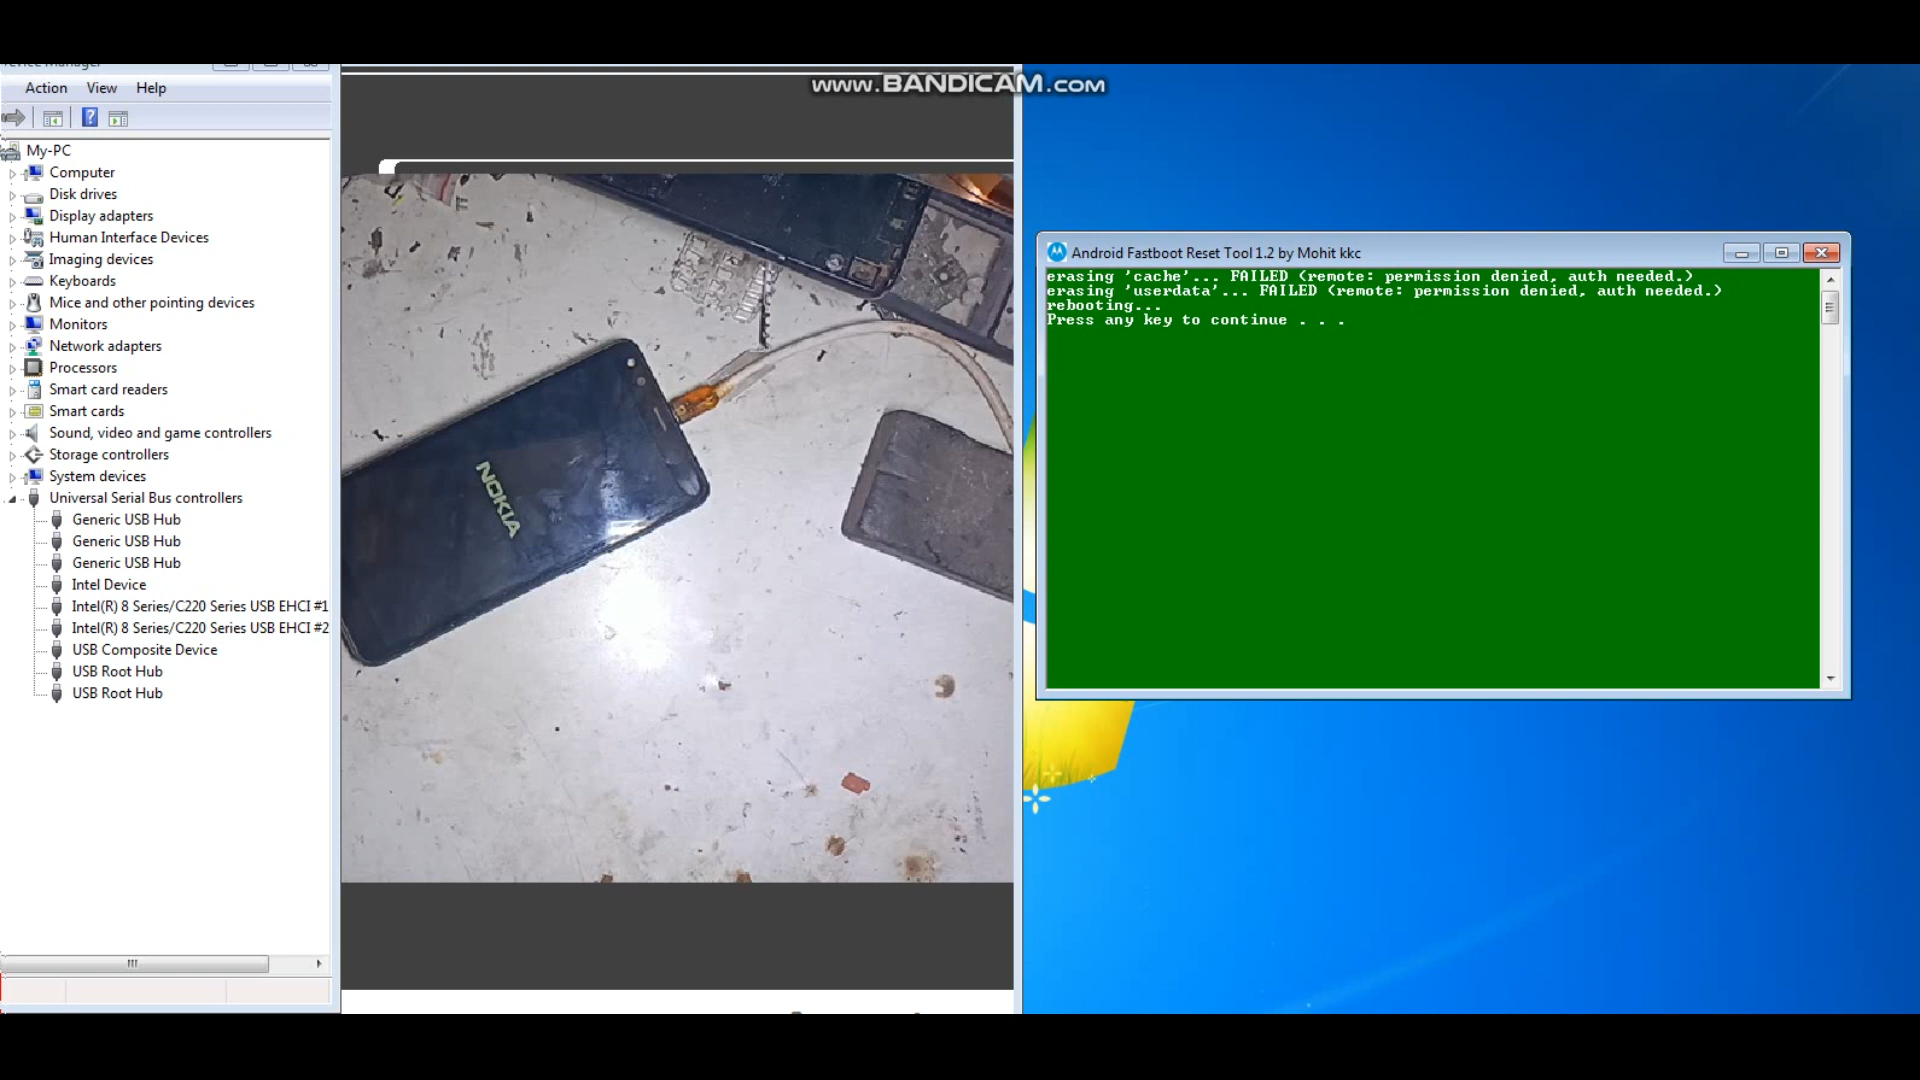 www.BANDICAM.com
Action View Help
My-PC
Computer
Disk drives
Display adapters
Human Interface Devices
Imaging devices
Keyboards
Mice and other pointing devices
Monitors
Network adapters
Processors
Smart card readers
Smart cards
Sound, video and game controllers
Storage controllers
System devices
Universal Serial Bus controllers
Generic USB Hub
Generic USB Hub
Generic USB Hub
Intel Device
Intel(R) 8 Series/C220 Series USB EHCI #1
Intel(R) 8 Series/C220 Series USB EHCI #2
USB Composite Device
USB Root Hub
USB Root Hub
NOKIA
Android Fastboot Reset Tool 1.2 by Mohit kkc
erasing 'cache'... FAILED (remote: permission denied, auth needed.)
erasing 'userdata'... FAILED (remote: permission denied, auth needed.)
rebooting...
Press any key to continue . . .